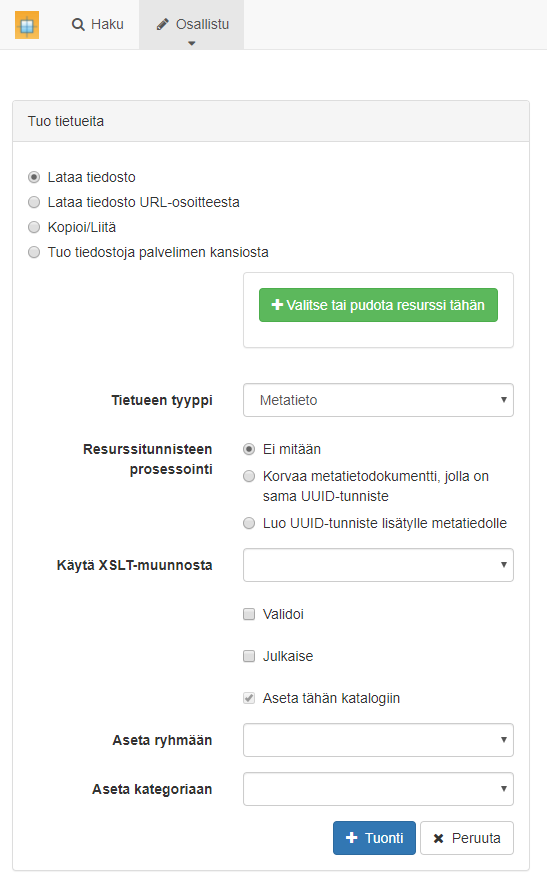 Haku
Osallistu
Tuo tietueita
Lataa tiedosto
Lataa tiedosto URL-osoitteesta
Kopioi/Liitä
Tuo tiedostoja palvelimen kansiosta
Valitse tai pudota resurssi tähän
Tietueen tyyppi
Metatieto
Resurssitunnisteen
prosessointi
Ei mitään
Korvaa metatietodokumentti, jolla on
sama UUID-tunniste
Luo UUID-tunniste lisätylle metatiedolle
Käytä XSLT-muunnosta
Validoi
Julkaise
Aseta tähän katalogiin
Aseta ryhmään
Aseta kategoriaan
Tuonti
Peruuta